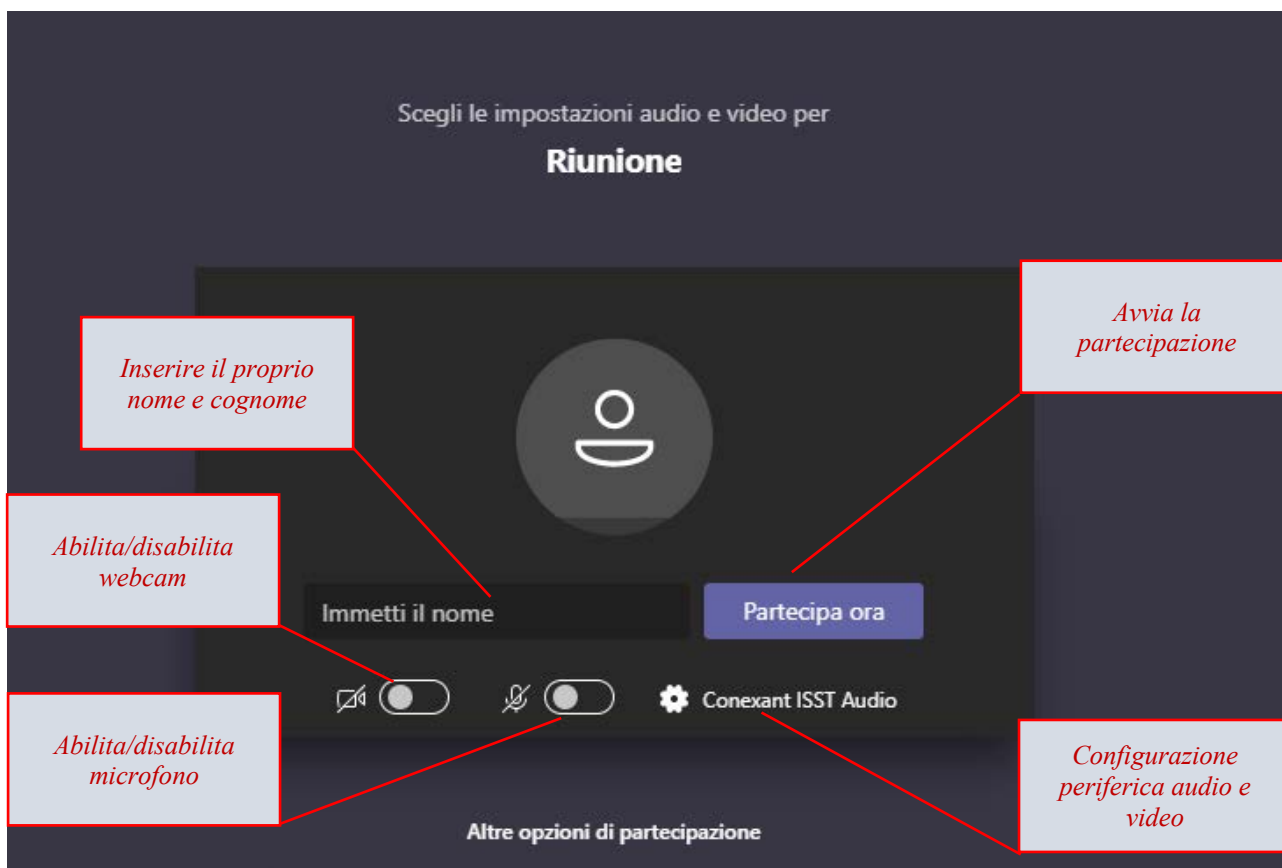 Scegli le impostazioni audio e video per
Riunione
Avvia la
partecipazione
Inserire il proprio
nome e cognome
Abilita/disabilita
webcam
Immetti il nome
Partecipa ora
Conexant ISST Audio
Abilita/disabilita
microfono
Configurazione
periferica audio e
video
Altre opzioni di partecipazione